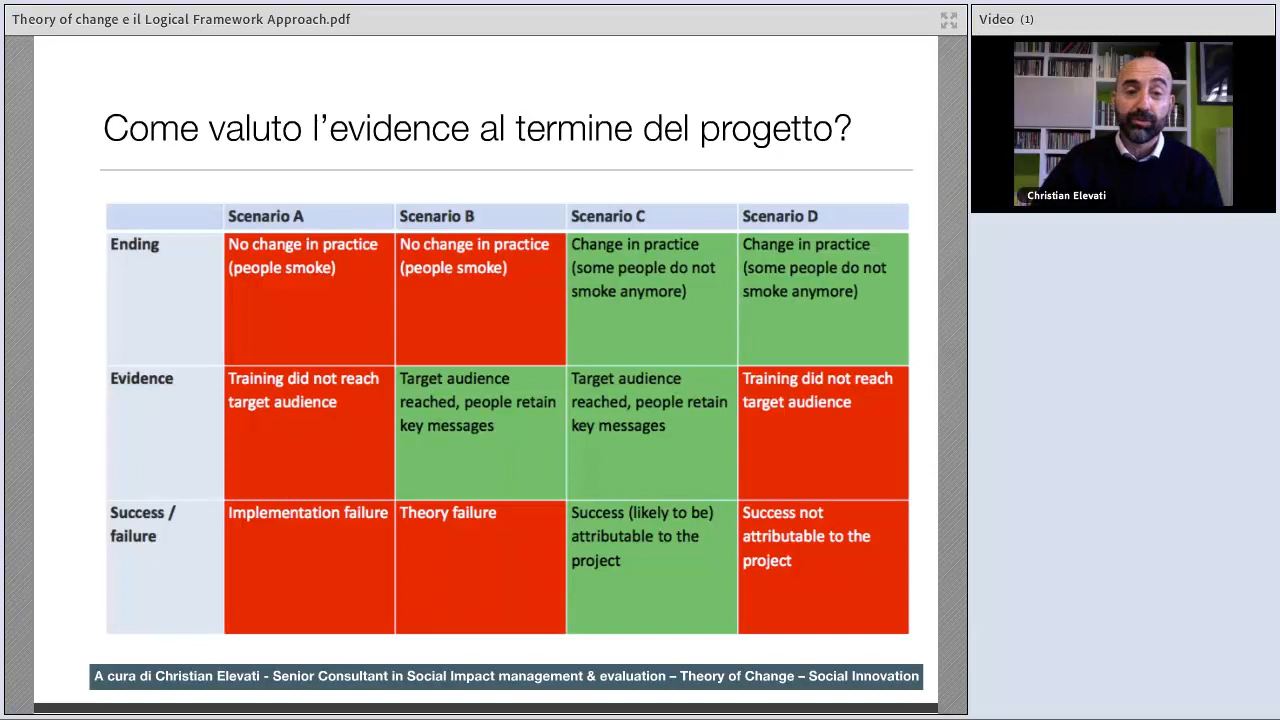 Theory of change e il Logical Framework Approach.pdf
Video (1)
Christian Elevati
Come valuto l’evidence al termine del progetto?
Scenario A
Scenario B
Scenario C
Scenario D
Ending
No change in practice
(people smoke)
No change in practice
(people smoke)
Change in practice
(some people do not
smoke anymore)
Change in practice
(some people do not
smoke anymore)
Evidence
Training did not reach
target audience
Target audience
reached, people retain
key messages
Target audience
reached, people retain
key messages
Training did not reach
target audience
Success /
failure
Implementation failure
Theory failure
Success (likely to be)
attributable to the
project
Success not
attributable to the
project
A cura di Christian Elevati - Senior Consultant in Social Impact management & evaluation – Theory of Change – Social Innovation